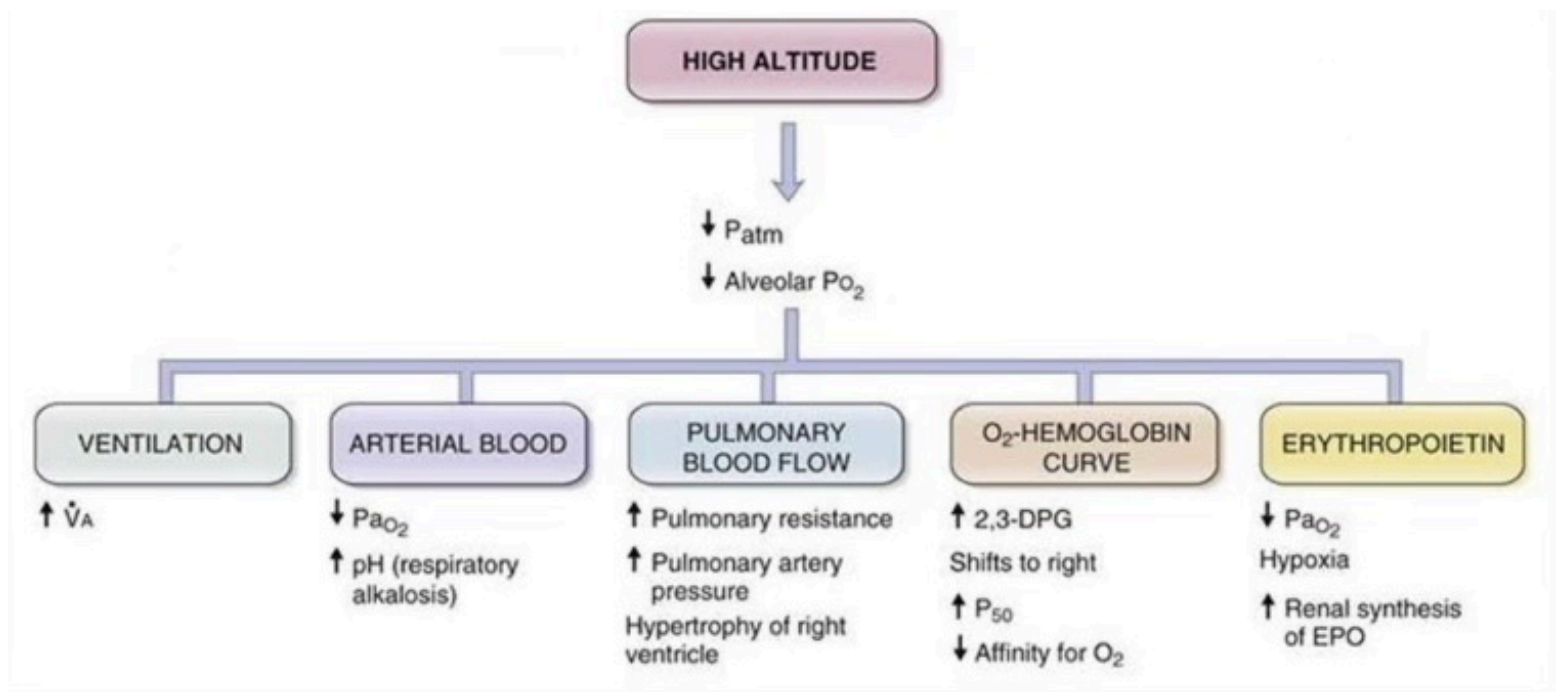 HIGH ALTITUDE
↓ Patm
↓ Alveolar PO₂
VENTILATION
↑ V̇A
ARTERIAL BLOOD
↓ PaO₂
↑ pH (respiratory
alkalosis)
PULMONARY
BLOOD FLOW
↑ Pulmonary resistance
↑ Pulmonary artery
pressure
Hypertrophy of right
ventricle
O₂-HEMOGLOBIN
CURVE
↑ 2,3-DPG
Shifts to right
↑ P₅₀
↓ Affinity for O₂
ERYTHROPOIETIN
↓ PaO₂
Hypoxia
↑ Renal synthesis
of EPO